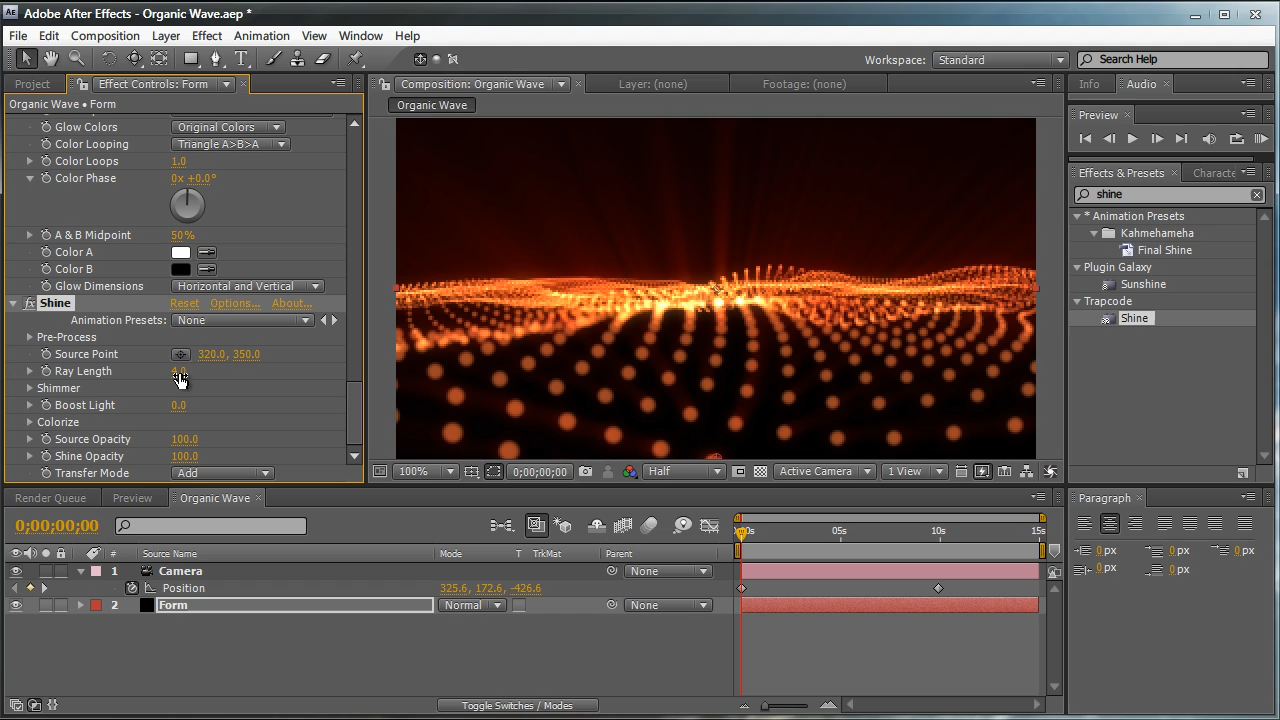 Adobe After Effects - Organic Wave.aep *
File Edit Composition Layer Effect Animation View Window Help
Workspace: Standard Search Help
Project Effect Controls: Form Composition: Organic Wave Layer: (none) Footage: (none) Info Audio
Organic Wave • Form
Organic Wave
Preview
Glow Colors Original Colors
Color Looping Triangle A>B>A
Color Loops 1.0
Color Phase 0x +0.0°
A & B Midpoint 50%
Color A
Color B
Glow Dimensions Horizontal and Vertical
fx Shine Reset Options... About...
Animation Presets: None
Pre-Process
Source Point 320.0, 350.0
Ray Length
Shimmer
Boost Light 0.0
Colorize
Source Opacity 100.0
Shine Opacity 100.0
Transfer Mode Add
Effects & Presets
shine
* Animation Presets
Kahmehameha
Final Shine
Plugin Galaxy
Sunshine
Trapcode
Shine
100% 0;00;00;00 Half Active Camera 1 View
Render Queue Preview Organic Wave Paragraph
0;00;00;00
05s 10s 15s
# Source Name Mode T TrkMat Parent
1 Camera None
Position 325.6, 172.6, -426.6
2 Form Normal None
0 px 0 px 0 px
0 px 0 px
Toggle Switches / Modes